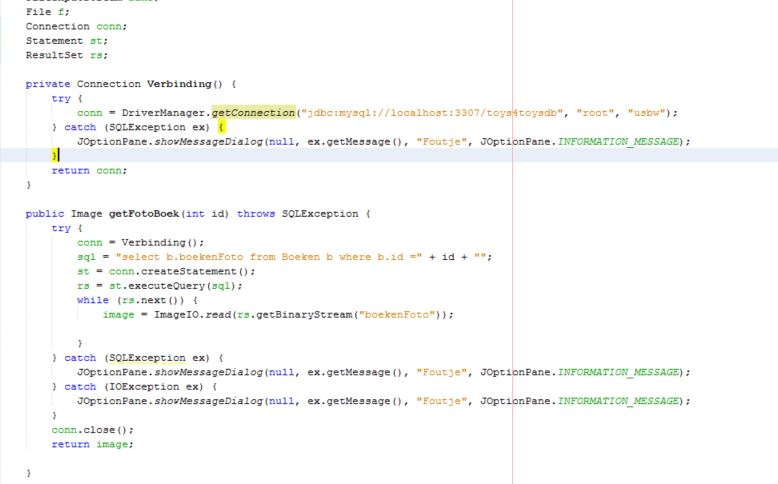 File f;
Connection conn;
Statement st;
ResultSet rs;
private Connection Verbinding() {
try {
conn = DriverManager.getConnection("jdbc:mysql://localhost:3307/toys4toysdb", "root", "usbw");
} catch (SQLException ex) {
JOptionPane.showMessageDialog(null, ex.getMessage(), "Foutje", JOptionPane.INFORMATION_MESSAGE);
}
return conn;
}
public Image getFotoBoek(int id) throws SQLException {
try {
conn = Verbinding();
sql = "select b.boekenFoto from Boeken b where b.id =" + id + "";
st = conn.createStatement();
rs = st.executeQuery(sql);
while (rs.next()) {
image = ImageIO.read(rs.getBinaryStream("boekenFoto"));
}
} catch (SQLException ex) {
JOptionPane.showMessageDialog(null, ex.getMessage(), "Foutje", JOptionPane.INFORMATION_MESSAGE);
} catch (IOException ex) {
JOptionPane.showMessageDialog(null, ex.getMessage(), "Foutje", JOptionPane.INFORMATION_MESSAGE);
}
conn.close();
return image;
}